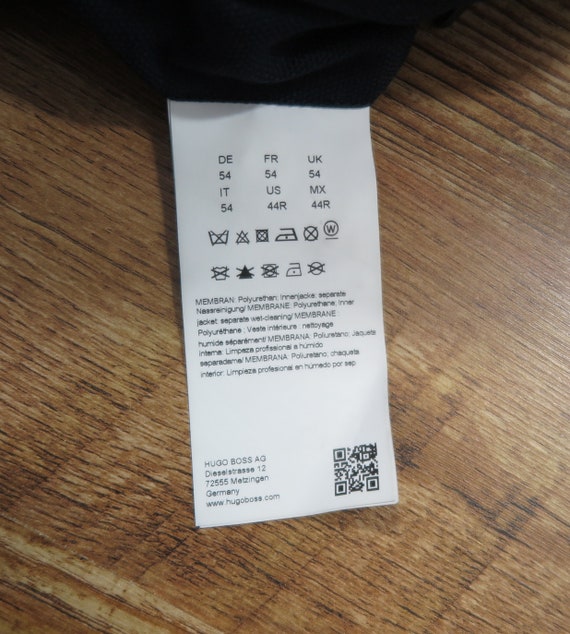 DE FR UK
54 54 54
IT US MX
54 44R 44R
W
MEMBRAN: Polyurethan; Innenjacke: separate
Nassreinigung/ MEMBRANE: Polyurethane; Inner
jacket: separate wet-cleaning/ MEMBRANE :
Polyuréthane ; Veste intérieure : nettoyage
humide séparément/ MEMBRANA: Poliuretano; Jaqueta
interna: Limpeza profissional a húmido
separadame/ MEMBRANA: Poliuretano; chaqueta
interior: Limpieza profesional en húmedo por sep
HUGO BOSS AG
Dieselstrasse 12
72555 Metzingen
Germany
www.hugoboss.com